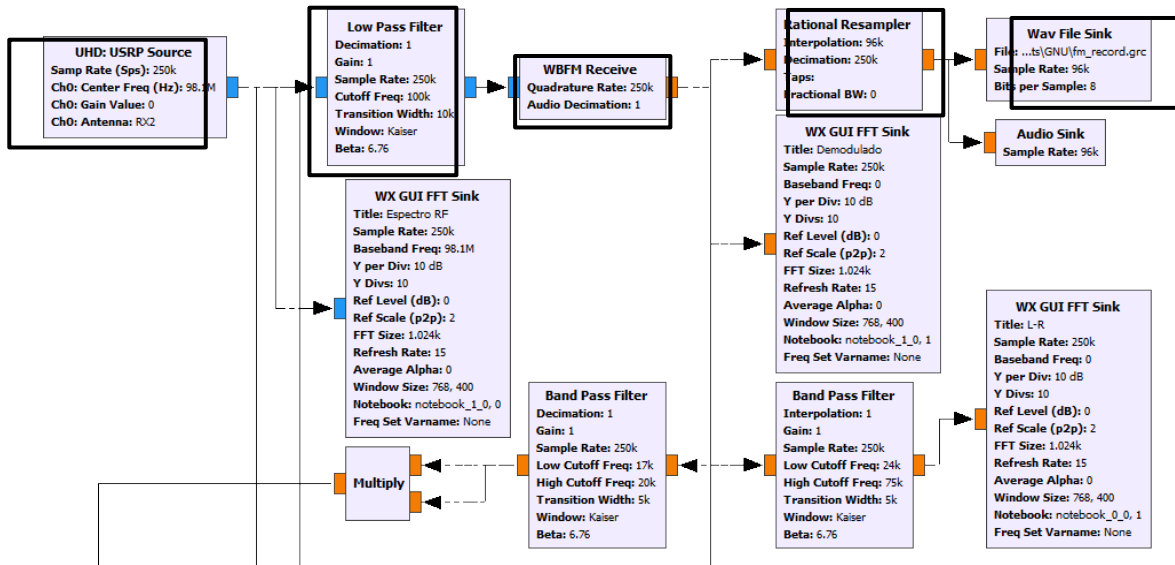 UHD: USRP Source
Samp Rate (Sps): 250k
Ch0: Center Freq (Hz): 98.1M
Ch0: Gain Value: 0
Ch0: Antenna: RX2
Low Pass Filter
Decimation: 1
Gain: 1
Sample Rate: 250k
Cutoff Freq: 100k
Transition Width: 10k
Window: Kaiser
Beta: 6.76
WBFM Receive
Quadrature Rate: 250k
Audio Decimation: 1
Rational Resampler
Interpolation: 96k
Decimation: 250k
Taps:
Fractional BW: 0
Wav File Sink
File: ...ts\GNU\fm_record.grc
Sample Rate: 96k
Bits per Sample: 8
Audio Sink
Sample Rate: 96k
WX GUI FFT Sink
Title: Espectro RF
Sample Rate: 250k
Baseband Freq: 98.1M
Y per Div: 10 dB
Y Divs: 10
Ref Level (dB): 0
Ref Scale (p2p): 2
FFT Size: 1.024k
Refresh Rate: 15
Average Alpha: 0
Window Size: 768, 400
Notebook: notebook_1_0, 0
Freq Set Varname: None
WX GUI FFT Sink
Title: Demodulado
Sample Rate: 250k
Baseband Freq: 0
Y per Div: 10 dB
Y Divs: 10
Ref Level (dB): 0
Ref Scale (p2p): 2
FFT Size: 1.024k
Refresh Rate: 15
Average Alpha: 0
Window Size: 768, 400
Notebook: notebook_1_0, 1
Freq Set Varname: None
WX GUI FFT Sink
Title: L-R
Sample Rate: 250k
Baseband Freq: 0
Y per Div: 10 dB
Y Divs: 10
Ref Level (dB): 0
Ref Scale (p2p): 2
FFT Size: 1.024k
Refresh Rate: 15
Average Alpha: 0
Window Size: 768, 400
Notebook: notebook_0_0, 1
Freq Set Varname: None
Multiply
Band Pass Filter
Decimation: 1
Gain: 1
Sample Rate: 250k
Low Cutoff Freq: 17k
High Cutoff Freq: 20k
Transition Width: 5k
Window: Kaiser
Beta: 6.76
Band Pass Filter
Interpolation: 1
Gain: 1
Sample Rate: 250k
Low Cutoff Freq: 24k
High Cutoff Freq: 75k
Transition Width: 5k
Window: Kaiser
Beta: 6.76